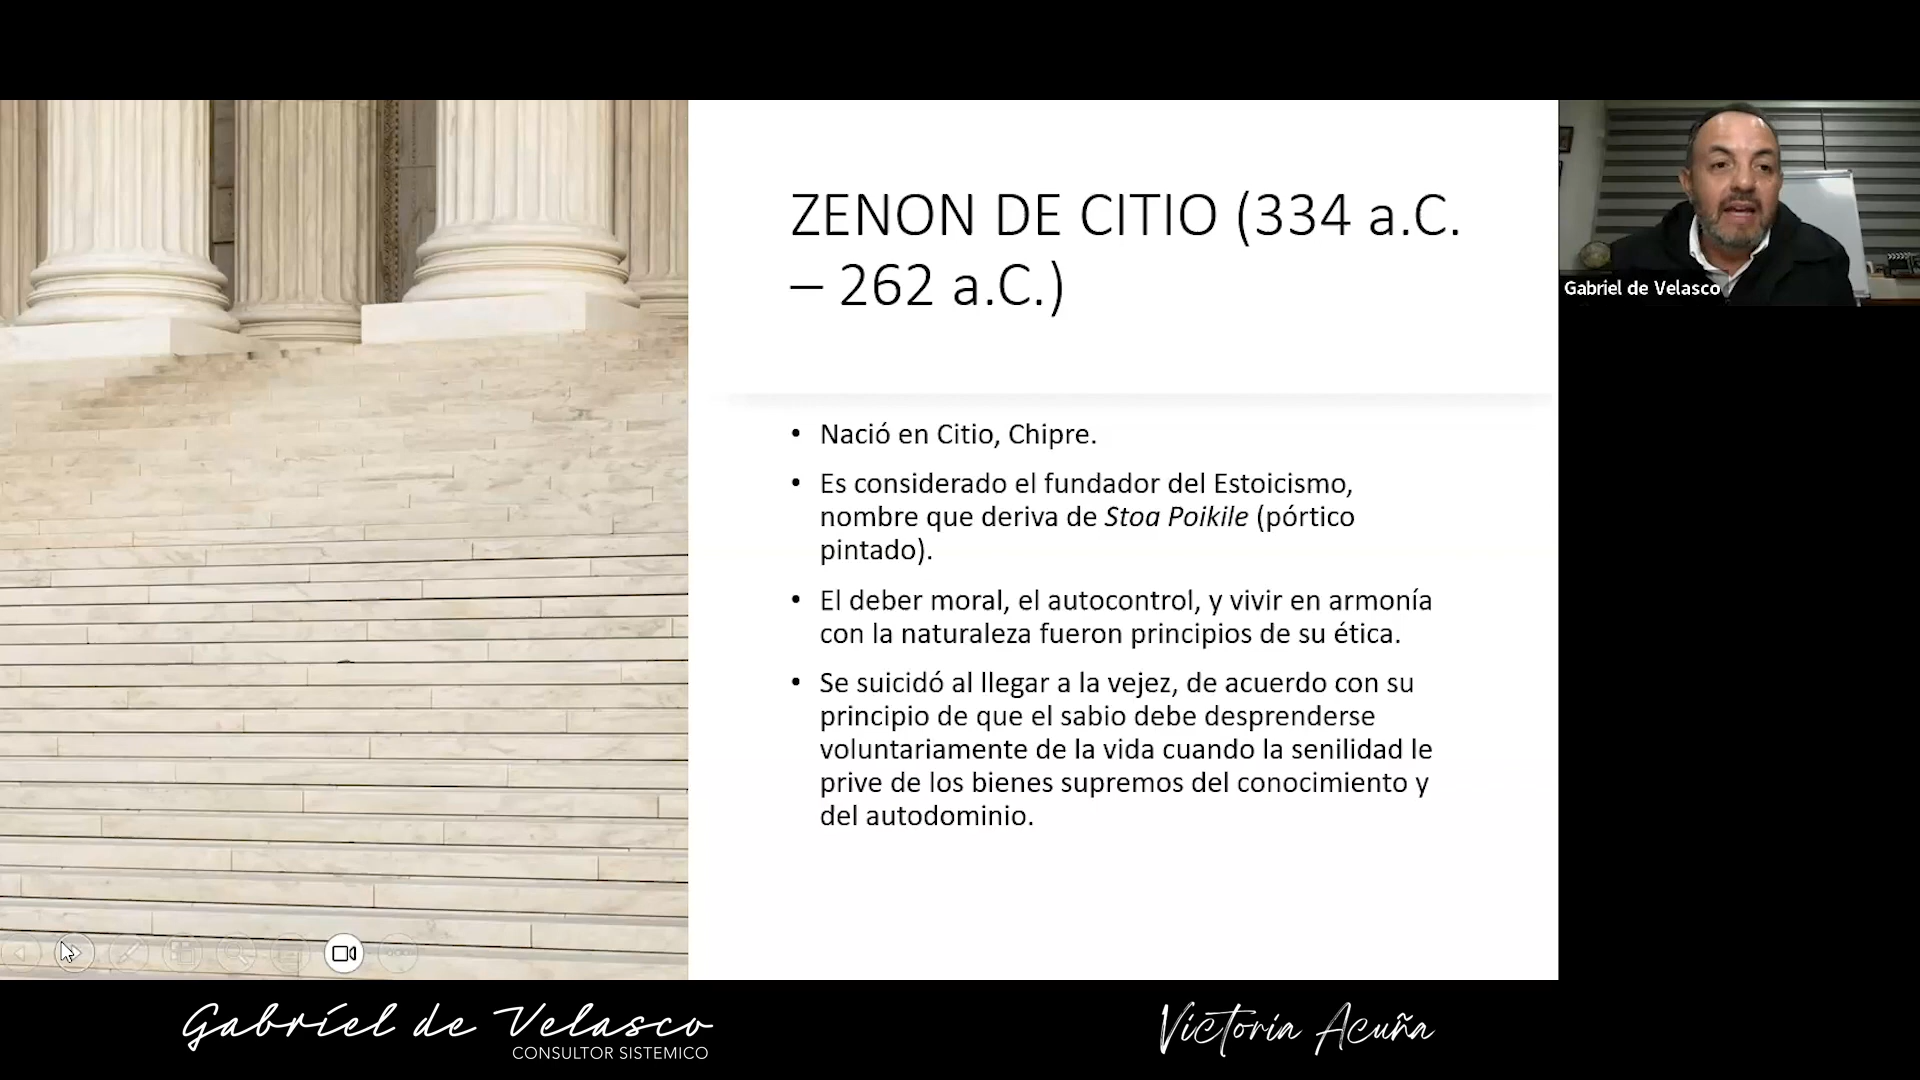 ZENON DE CITIO (334 a.C.
– 262 a.C.)
• Nació en Citio, Chipre.
• Es considerado el fundador del Estoicismo,
nombre que deriva de Stoa Poikile (pórtico
pintado).
• El deber moral, el autocontrol, y vivir en armonía
con la naturaleza fueron principios de su ética.
• Se suicidó al llegar a la vejez, de acuerdo con su
principio de que el sabio debe desprenderse
voluntariamente de la vida cuando la senilidad le
prive de los bienes supremos del conocimiento y
del autodominio.
Gabriel de Velasco
Gabríel de Velasco
CONSULTOR SISTEMICO
Victoria Acuña